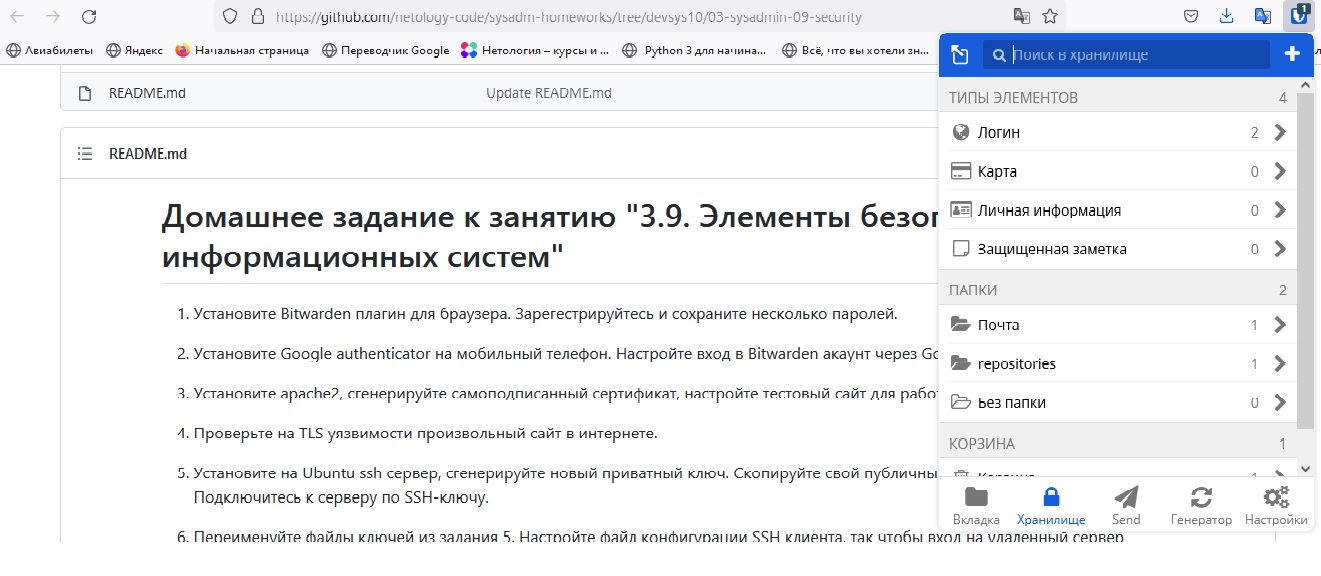 https://github.com/netology-code/sysadm-homeworks/tree/devsys10/03-sysadmin-09-security
1
Авиабилеты
Яндекс
Начальная страница
Переводчик Google
Нетология – курсы и ...
Python 3 для начина...
Всё, что вы хотели зн...
README.md
Update README.md
README.md
Домашнее задание к занятию "3.9. Элементы безоп
информационных систем"
1. Установите Bitwarden плагин для браузера. Зарегестрируйтесь и сохраните несколько паролей.
2. Установите Google authenticator на мобильный телефон. Настройте вход в Bitwarden акаунт через Go
3. Установите apache2, сгенерируйте самоподписанный сертификат, настройте тестовый сайт для рабо
4. Проверьте на TLS уязвимости произвольный сайт в интернете.
5. Установите на Ubuntu ssh сервер, сгенерируйте новый приватный ключ. Скопируйте свой публичны
Подключитесь к серверу по SSH-ключу.
6. Переименуйте файлы ключей из задания 5. Настройте файл конфигурации SSH клиента, так чтобы вход на удаленный сервер
Поиск в хранилище
ТИПЫ ЭЛЕМЕНТОВ 4
Логин 2
Карта 0
Личная информация 0
Защищенная заметка 0
ПАПКИ 2
Почта 1
repositories 1
Без папки 0
КОРЗИНА 1
Корзина 1
Вкладка
Хранилище
Send
Генератор
Настройки